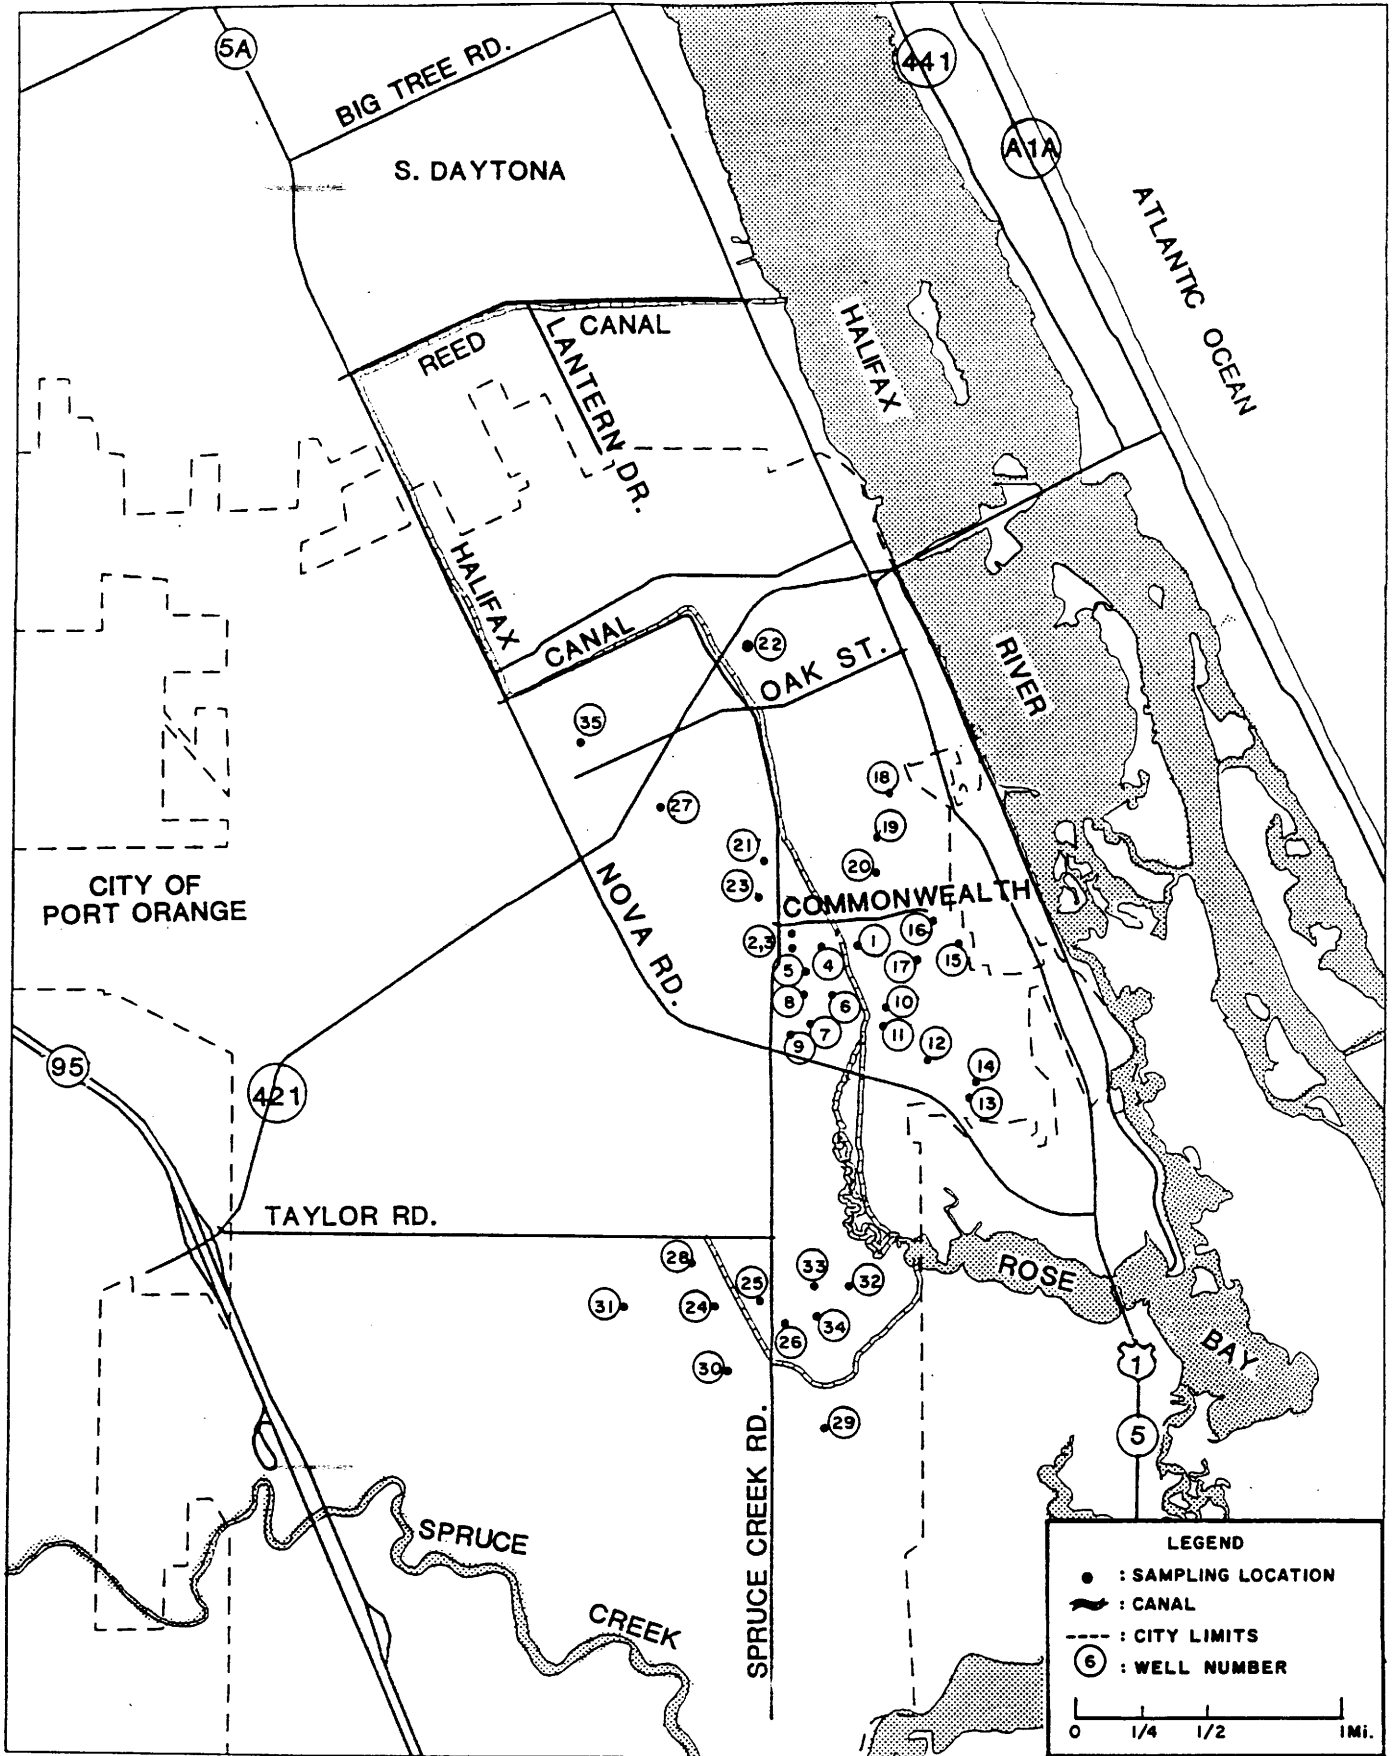 5A
BIG TREE RD.
441
A1A
S. DAYTONA
ATLANTIC OCEAN
HALIFAX
REED
CANAL
LANTERN DR.
HALIFAX
CANAL
RIVER
22
OAK ST.
35
18
27
19
21
20
23
CITY OF
PORT ORANGE
NOVA RD.
COMMONWEALTH
2,3
16
1
4
15
17
5
8
6
10
7
11
9
12
14
13
95
421
TAYLOR RD.
28
33
32
ROSE
25
31
24
34
26
BAY
30
1
29
5
SPRUCE CREEK RD.
SPRUCE
CREEK
LEGEND
: SAMPLING LOCATION
: CANAL
: CITY LIMITS
6 : WELL NUMBER
0 1/4 1/2 1Mi.